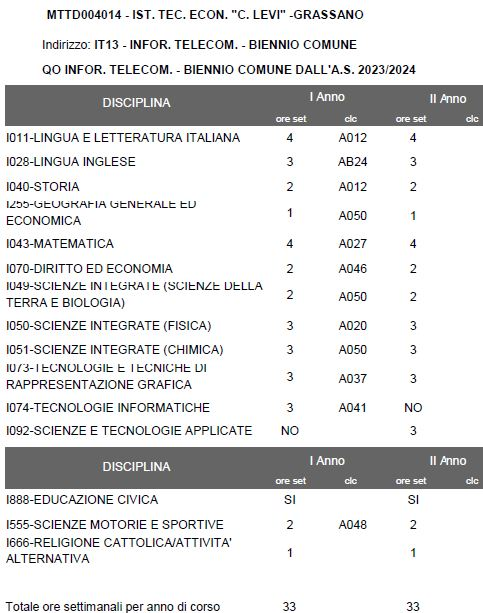 MTTD004014 - IST. TEC. ECON. "C. LEVI" -GRASSANO
Indirizzo: IT13 - INFOR. TELECOM. - BIENNIO COMUNE
QO INFOR. TELECOM. - BIENNIO COMUNE DALL'A.S. 2023/2024
DISCIPLINA I Anno II Anno
ore set clc ore set clc
I011-LINGUA E LETTERATURA ITALIANA 4 A012 4
I028-LINGUA INGLESE 3 AB24 3
I040-STORIA 2 A012 2
I255-GEOGRAFIA GENERALE ED
ECONOMICA 1 A050 1
I043-MATEMATICA 4 A027 4
I070-DIRITTO ED ECONOMIA 2 A046 2
I049-SCIENZE INTEGRATE (SCIENZE DELLA
TERRA E BIOLOGIA) 2 A050 2
I050-SCIENZE INTEGRATE (FISICA) 3 A020 3
I051-SCIENZE INTEGRATE (CHIMICA) 3 A050 3
I073-TECNOLOGIE E TECNICHE DI
RAPPRESENTAZIONE GRAFICA 3 A037 3
I074-TECNOLOGIE INFORMATICHE 3 A041 NO
I092-SCIENZE E TECNOLOGIE APPLICATE NO 3
DISCIPLINA I Anno II Anno
ore set clc ore set clc
I888-EDUCAZIONE CIVICA SI SI
I555-SCIENZE MOTORIE E SPORTIVE 2 A048 2
I666-RELIGIONE CATTOLICA/ATTIVITA'
ALTERNATIVA 1 1
Totale ore settimanali per anno di corso 33 33